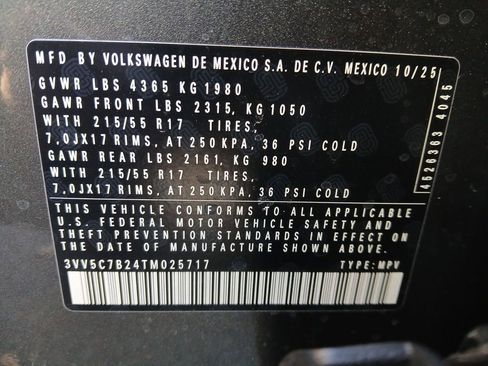 MFD BY VOLKSWAGEN DE MEXICO S.A. DE C.V. MEXICO 10/25
GVWR LBS 4365 KG 1980
GAWR FRONT LBS 2315, KG 1050
WITH 215/55 R17 TIRES,
7,0JX17 RIMS, AT 250 KPA, 36 PSI COLD
GAWR REAR LBS 2161, KG 980
WITH 215/55 R17 TIRES,
7,0JX17 RIMS, AT 250 KPA, 36 PSI COLD
THIS VEHICLE CONFORMS TO ALL APPLICABLE
U.S. FEDERAL MOTOR VEHICLE SAFETY AND
THEFT PREVENTION STANDARDS IN EFFECT ON
THE DATE OF MANUFACTURE SHOWN ABOVE.
3VV5C7B24TM025717 TYPE: MPV
4526363 4045